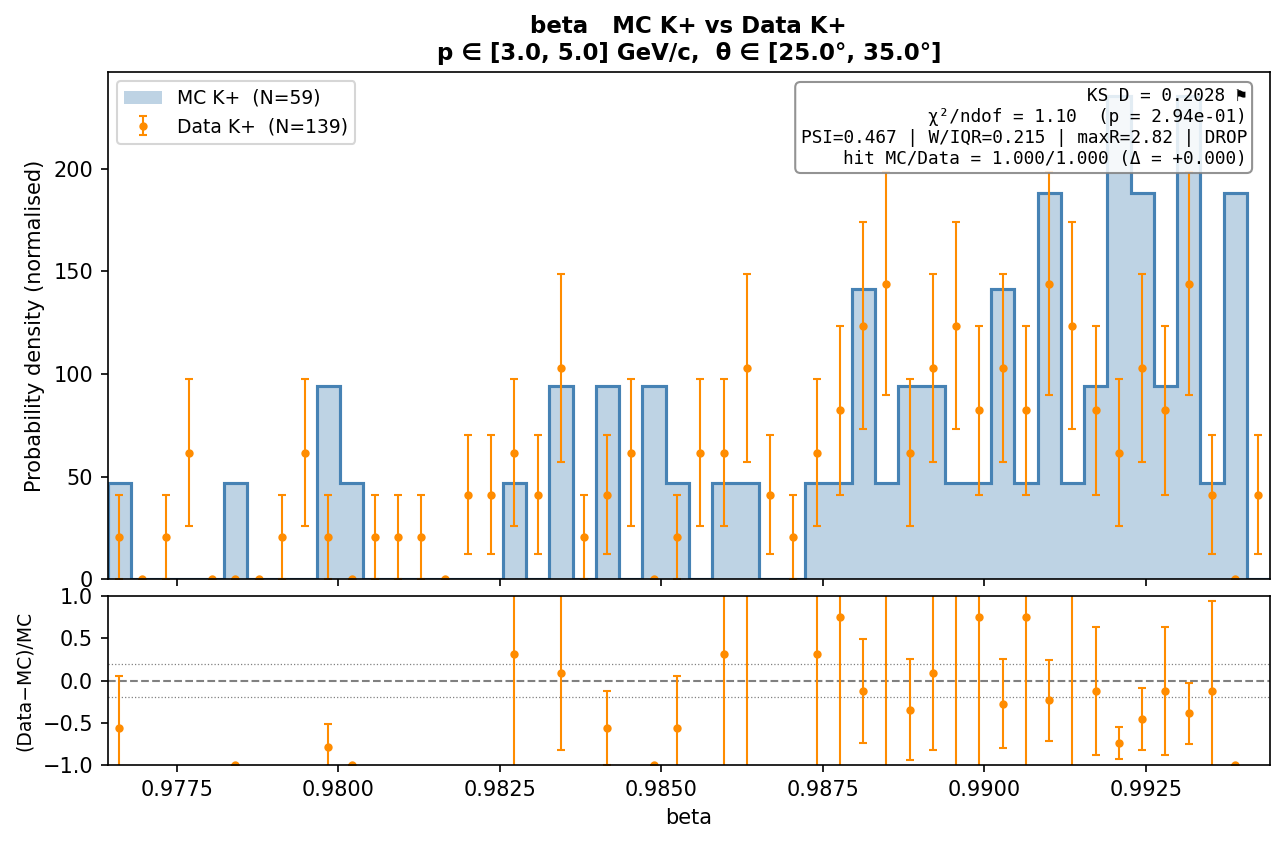 beta   MC K+ vs Data K+
p ∈ [3.0, 5.0] GeV/c,  θ ∈ [25.0°, 35.0°]
MC K+  (N=59)
Data K+  (N=139)
KS D = 0.2028 ⚑
χ²/ndof = 1.10  (p = 2.94e-01)
PSI=0.467 | W/IQR=0.215 | maxR=2.82 | DROP
hit MC/Data = 1.000/1.000 (Δ = +0.000)
Probability density (normalised)
200
150
100
50
0
(Data−MC)/MC
1.0
0.5
0.0
−0.5
−1.0
0.9775
0.9800
0.9825
0.9850
0.9875
0.9900
0.9925
beta